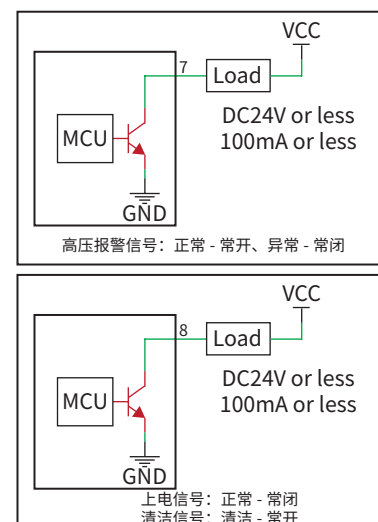 VCC
7
Load
MCU
DC24V or less
100mA or less
GND
高压报警信号：正常 - 常开、异常 - 常闭
VCC
8
Load
MCU
DC24V or less
100mA or less
GND
上电信号：正常 - 常闭
清洁信号：清洁 - 常开